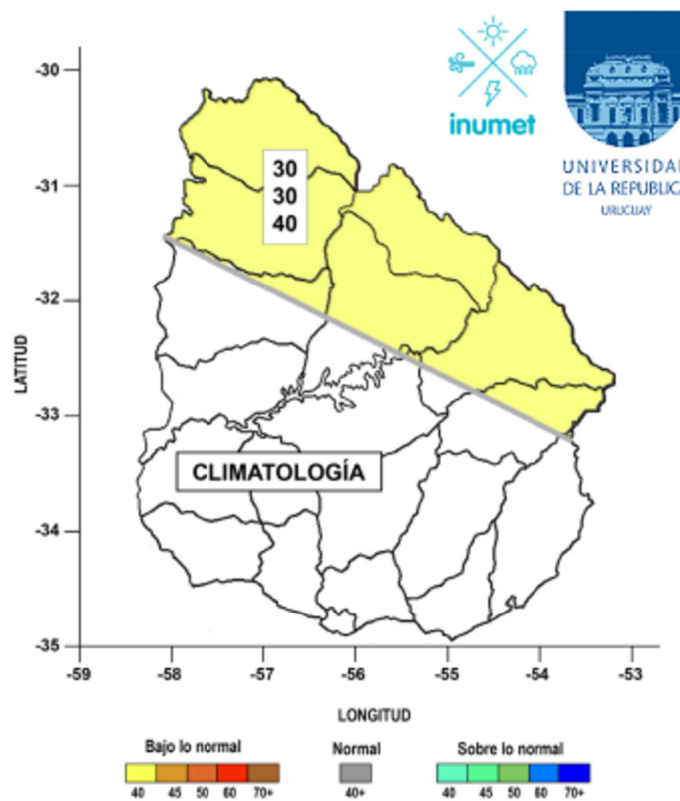 inumet
UNIVERSIDAD
DE LA REPUBLICA
URUGUAY
-30
-31
-32
-33
-34
-35
LATITUD
30
30
40
CLIMATOLOGÍA
-59 -58 -57 -56 -55 -54 -53
LONGITUD
Bajo lo normal Normal Sobre lo normal
40 45 50 60 70+ 40+ 40 45 50 60 70+